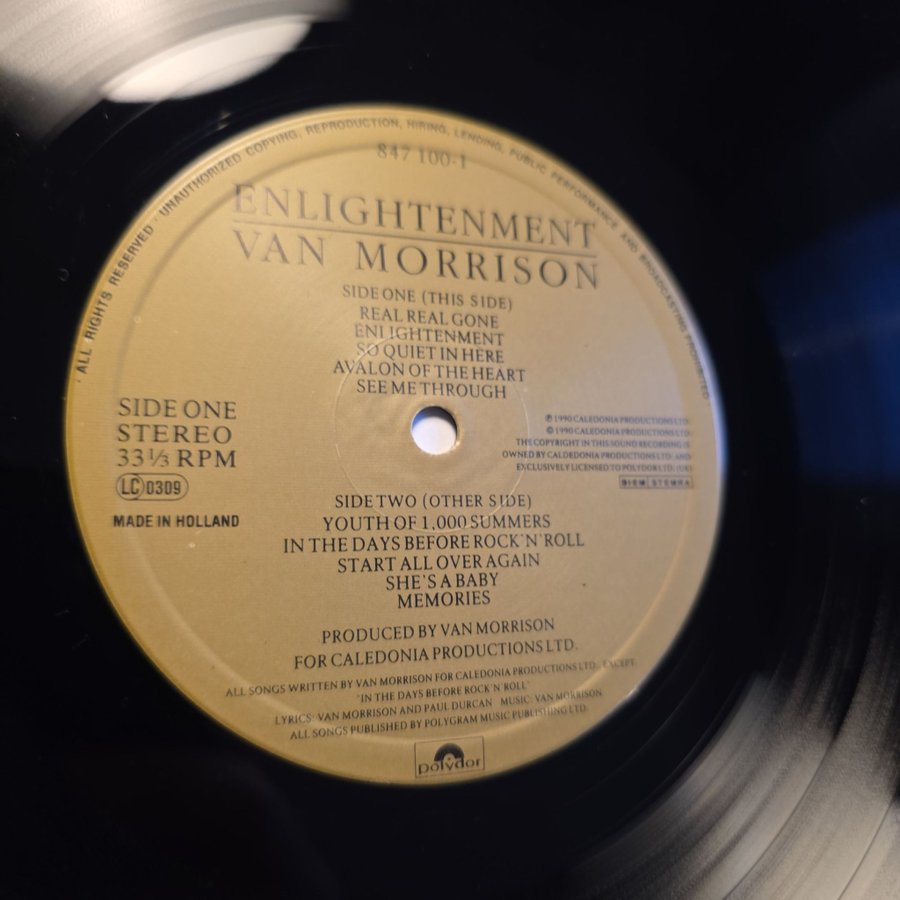 · ALL RIGHTS RESERVED · UNAUTHORIZED COPYING, REPRODUCTION, HIRING, LENDING, PUBLIC PERFORMANCE AND BROADCASTING PROHIBITED
847 100-1
ENLIGHTENMENT
VAN MORRISON
SIDE ONE (THIS SIDE)
REAL REAL GONE
ENLIGHTENMENT
SO QUIET IN HERE
AVALON OF THE HEART
SEE ME THROUGH
SIDE ONE
STEREO
33 1/3 RPM
LC 0309
MADE IN HOLLAND
℗ 1990 CALEDONIA PRODUCTIONS LTD.
© 1990 CALEDONIA PRODUCTIONS LTD.
THE COPYRIGHT IN THIS SOUND RECORDING IS
OWNED BY CALDEDONIA PRODUCTIONS LTD. AND
EXCLUSIVELY LICENSED TO POLYDOR LTD. (UK)
BIEM STEMRA
SIDE TWO (OTHER SIDE)
YOUTH OF 1,000 SUMMERS
IN THE DAYS BEFORE ROCK'N'ROLL
START ALL OVER AGAIN
SHE'S A BABY
MEMORIES
PRODUCED BY VAN MORRISON
FOR CALEDONIA PRODUCTIONS LTD.
ALL SONGS WRITTEN BY VAN MORRISON FOR CALEDONIA PRODUCTIONS LTD., EXCEPT:
"IN THE DAYS BEFORE ROCK'N'ROLL"
LYRICS: VAN MORRISON AND PAUL DURCAN MUSIC: VAN MORRISON
ALL SONGS PUBLISHED BY POLYGRAM MUSIC PUBLISHING LTD.
polydor